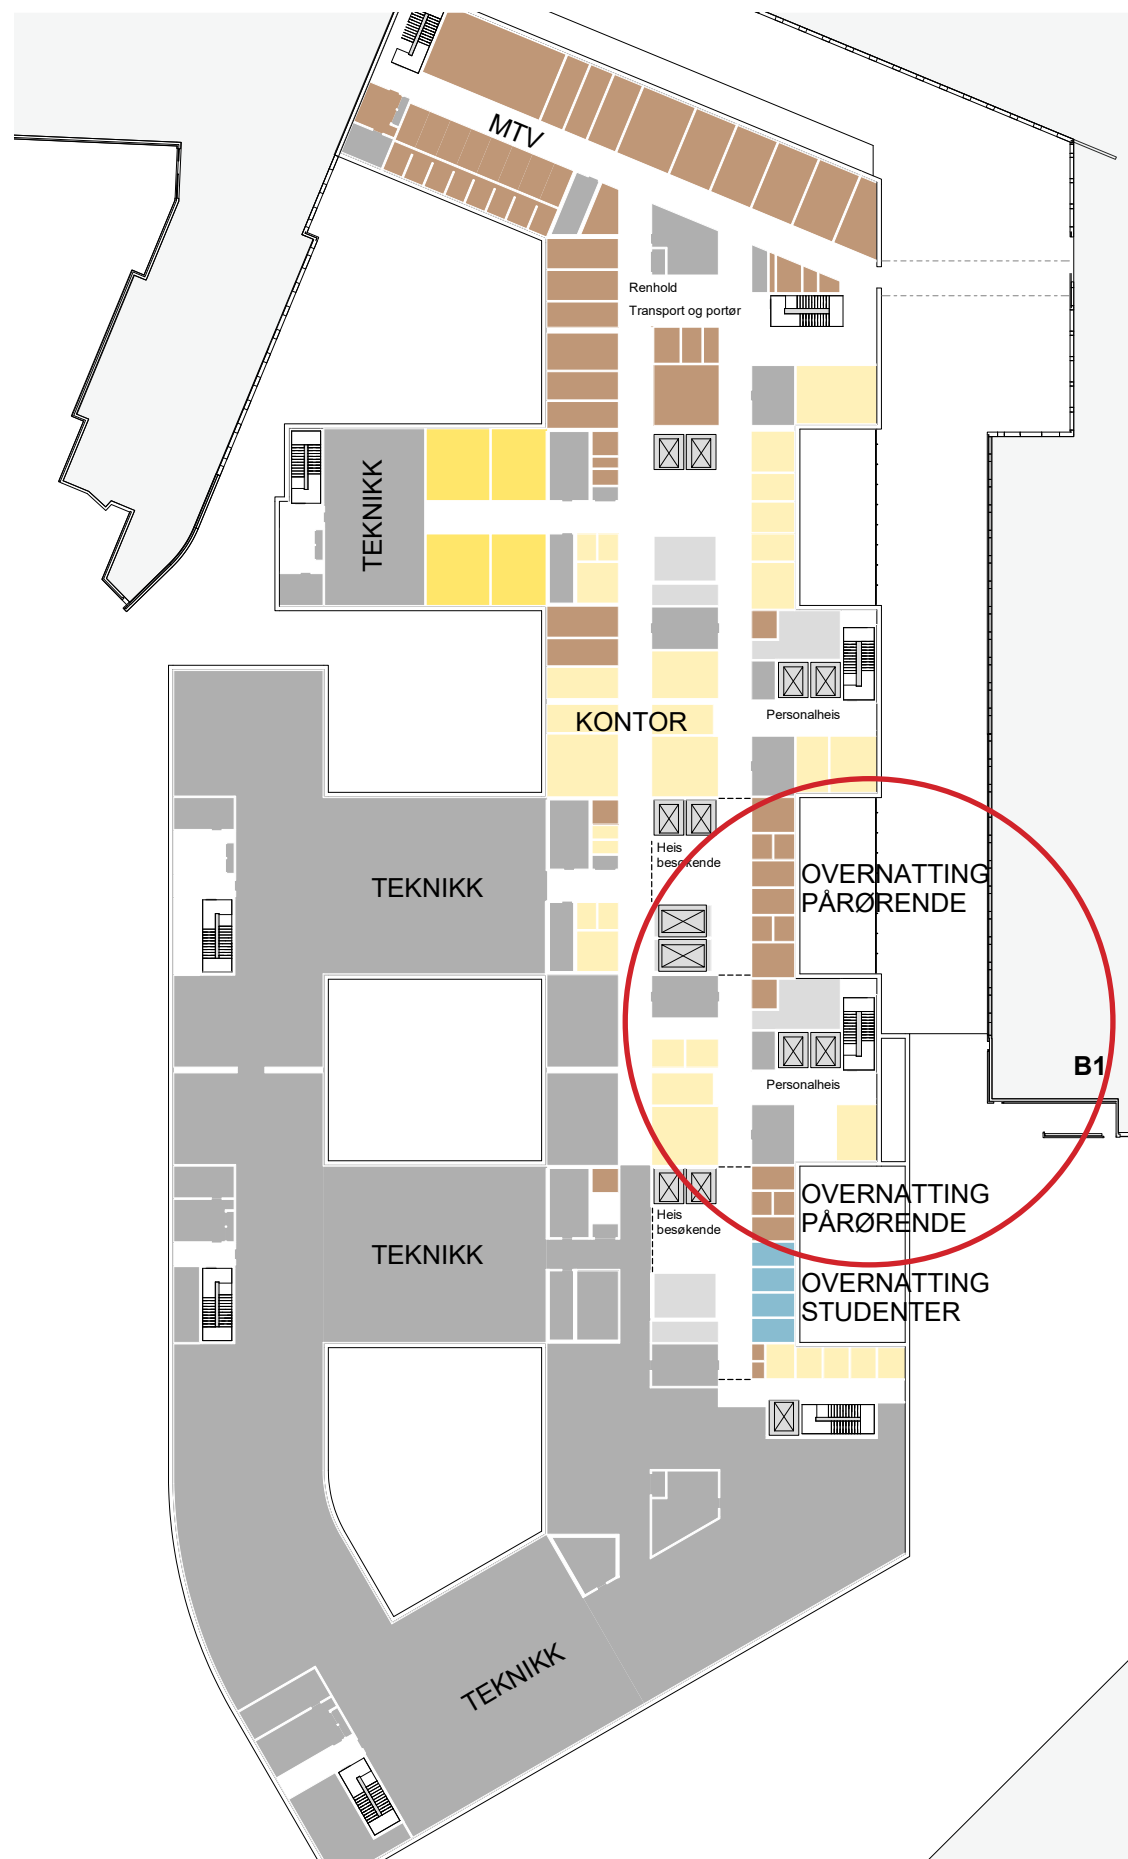 MTV
Renhold
Transport og portør
TEKNIKK
KONTOR
Personalheis
Heis
besøkende
TEKNIKK
OVERNATTING
PÅRØRENDE
B1
Personalheis
OVERNATTING
PÅRØRENDE
Heis
besøkende
TEKNIKK
OVERNATTING
STUDENTER
TEKNIKK